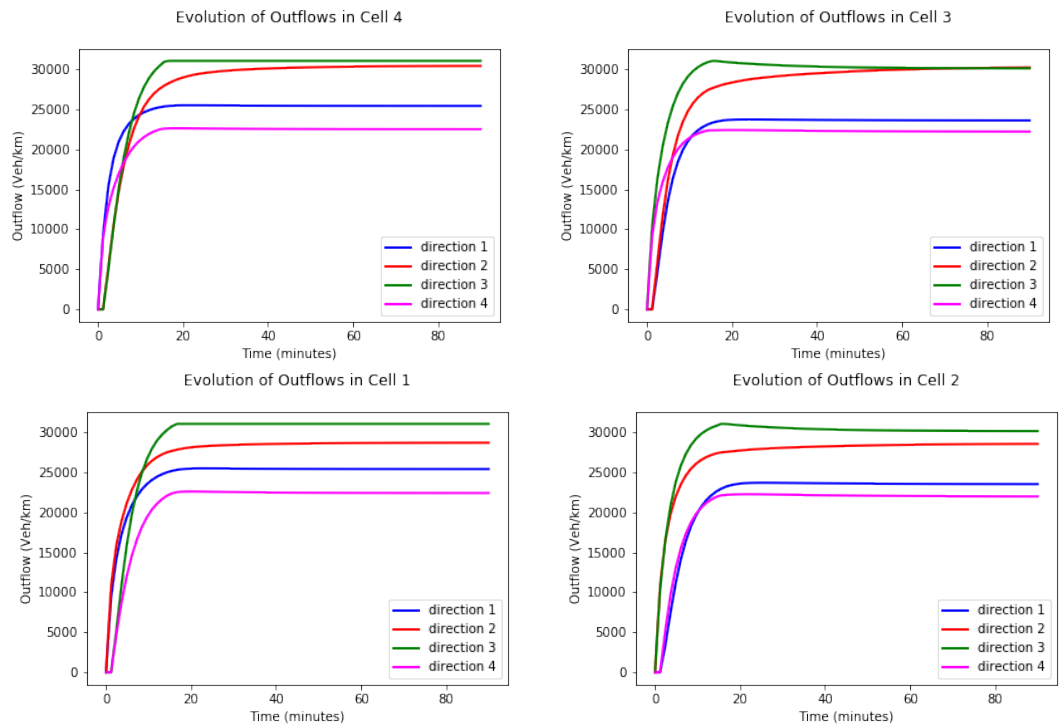 Evolution of Outflows in Cell 4
Outflow (Veh/km)
30000
25000
20000
15000
10000
5000
0
direction 1
direction 2
direction 3
direction 4
0 20 40 60 80
Time (minutes)
Evolution of Outflows in Cell 3
Outflow (Veh/km)
30000
25000
20000
15000
10000
5000
0
direction 1
direction 2
direction 3
direction 4
0 20 40 60 80
Time (minutes)
Evolution of Outflows in Cell 1
Outflow (Veh/km)
30000
25000
20000
15000
10000
5000
0
direction 1
direction 2
direction 3
direction 4
0 20 40 60 80
Time (minutes)
Evolution of Outflows in Cell 2
Outflow (Veh/km)
30000
25000
20000
15000
10000
5000
0
direction 1
direction 2
direction 3
direction 4
0 20 40 60 80
Time (minutes)